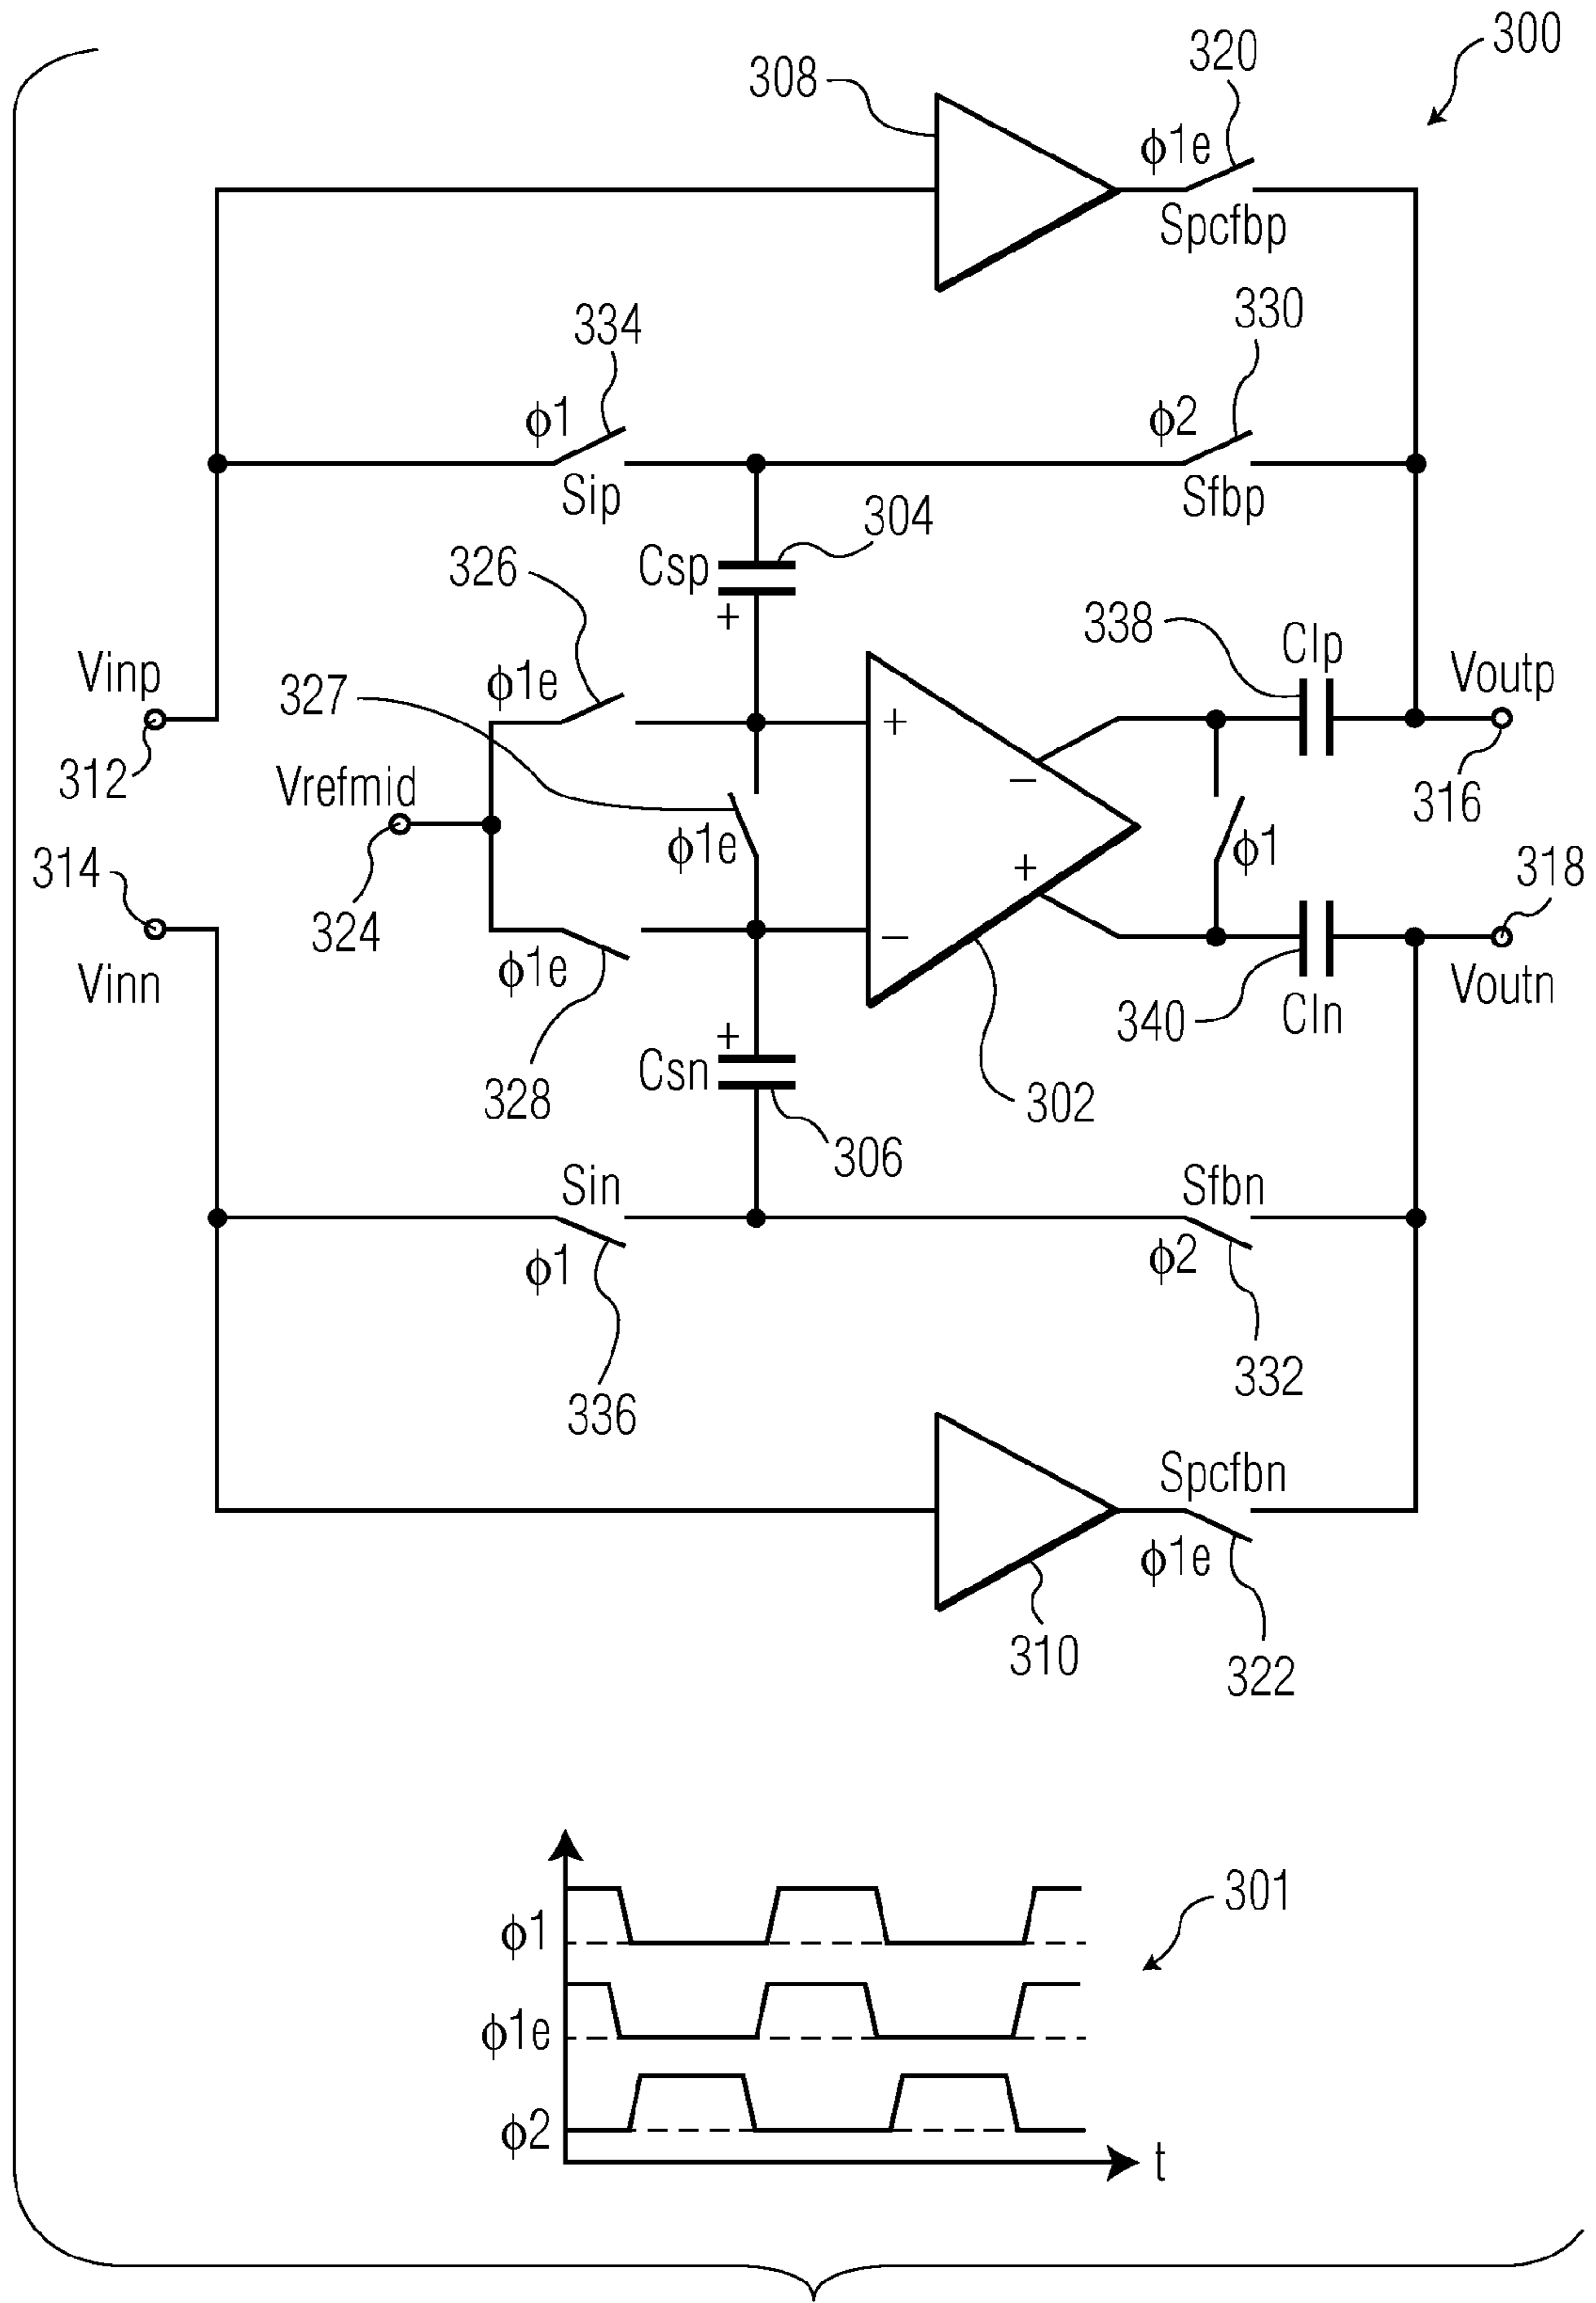 300
320
308
ϕ1e
Spcfbp
330
334
ϕ1
ϕ2
Sip
Sfbp
304
326
Csp
+
338
CIp
Vinp
ϕ1e
327
+
Voutp
312
Vrefmid
−
316
314
ϕ1e
+
ϕ1
318
324
ϕ1e
−
Vinn
Voutn
+
Csn
340
CIn
328
302
306
Sin
Sfbn
ϕ1
ϕ2
332
336
Spcfbn
ϕ1e
310
322
301
ϕ1
ϕ1e
ϕ2
t